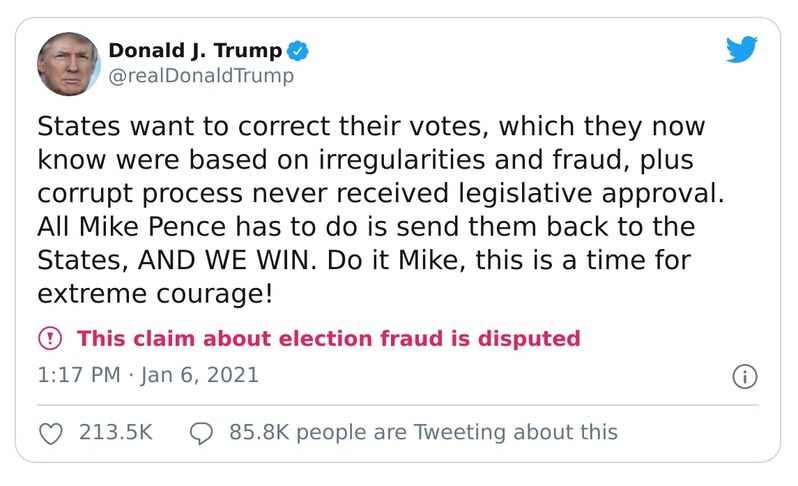 Donald J. Trump
@realDonaldTrump
States want to correct their votes, which they now
know were based on irregularities and fraud, plus
corrupt process never received legislative approval.
All Mike Pence has to do is send them back to the
States, AND WE WIN. Do it Mike, this is a time for
extreme courage!
This claim about election fraud is disputed
1:17 PM · Jan 6, 2021
213.5K 85.8K people are Tweeting about this